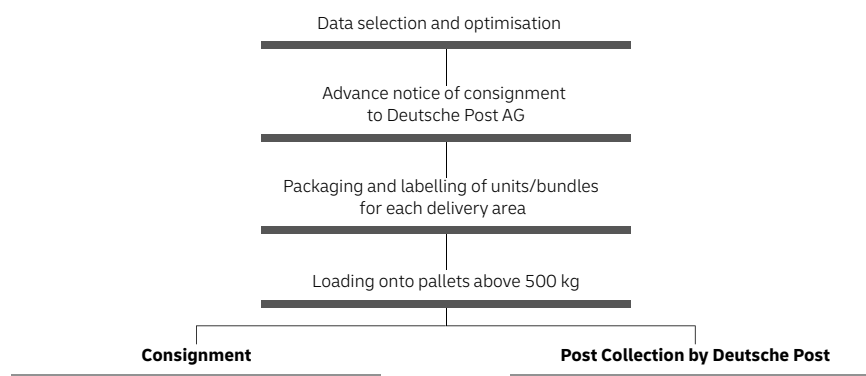 Data selection and optimisation
Advance notice of consignment
to Deutsche Post AG
Packaging and labelling of units/bundles
for each delivery area
Loading onto pallets above 500 kg
Consignment
Post Collection by Deutsche Post